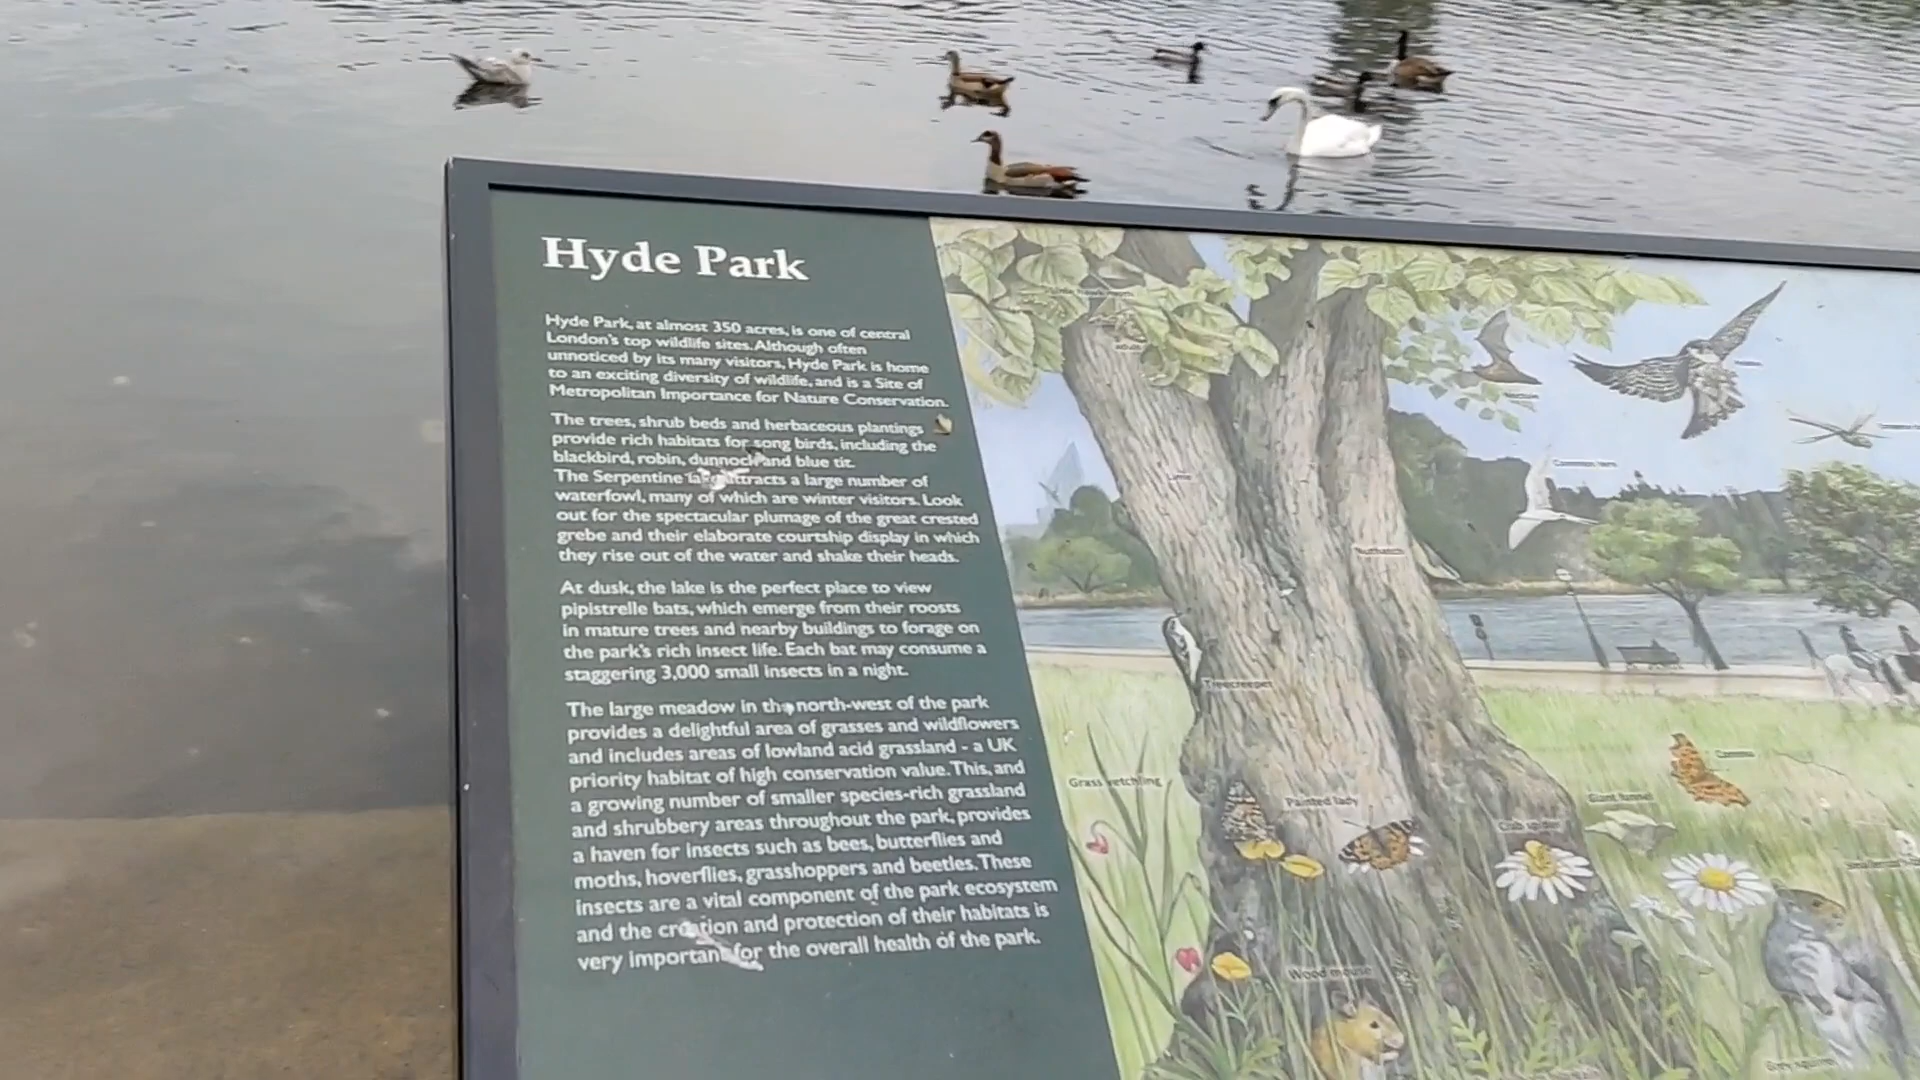 Hyde Park
Hyde Park, at almost 350 acres, is one of central
London's top wildlife sites. Although often
unnoticed by its many visitors, Hyde Park is home
to an exciting diversity of wildlife, and is a Site of
Metropolitan Importance for Nature Conservation.
The trees, shrub beds and herbaceous plantings
provide rich habitats for song birds, including the
blackbird, robin, dunnock and blue tit.
The Serpentine lake attracts a large number of
waterfowl, many of which are winter visitors. Look
out for the spectacular plumage of the great crested
grebe and their elaborate courtship display in which
they rise out of the water and shake their heads.
At dusk, the lake is the perfect place to view
pipistrelle bats, which emerge from their roosts
in mature trees and nearby buildings to forage on
the park's rich insect life. Each bat may consume a
staggering 3,000 small insects in a night.
The large meadow in the north-west of the park
provides a delightful area of grasses and wildflowers
and includes areas of lowland acid grassland - a UK
priority habitat of high conservation value. This, and
a growing number of smaller species-rich grassland
and shrubbery areas throughout the park, provides
a haven for insects such as bees, butterflies and
moths, hoverflies, grasshoppers and beetles. These
insects are a vital component of the park ecosystem
and the creation and protection of their habitats is
very important for the overall health of the park.
Lime
Common tern
Nuthatch
Treecreeper
Comma
Grass vetchling
Painted lady
Giant funnel
Crab spider
Wood mouse
Grey squirrel